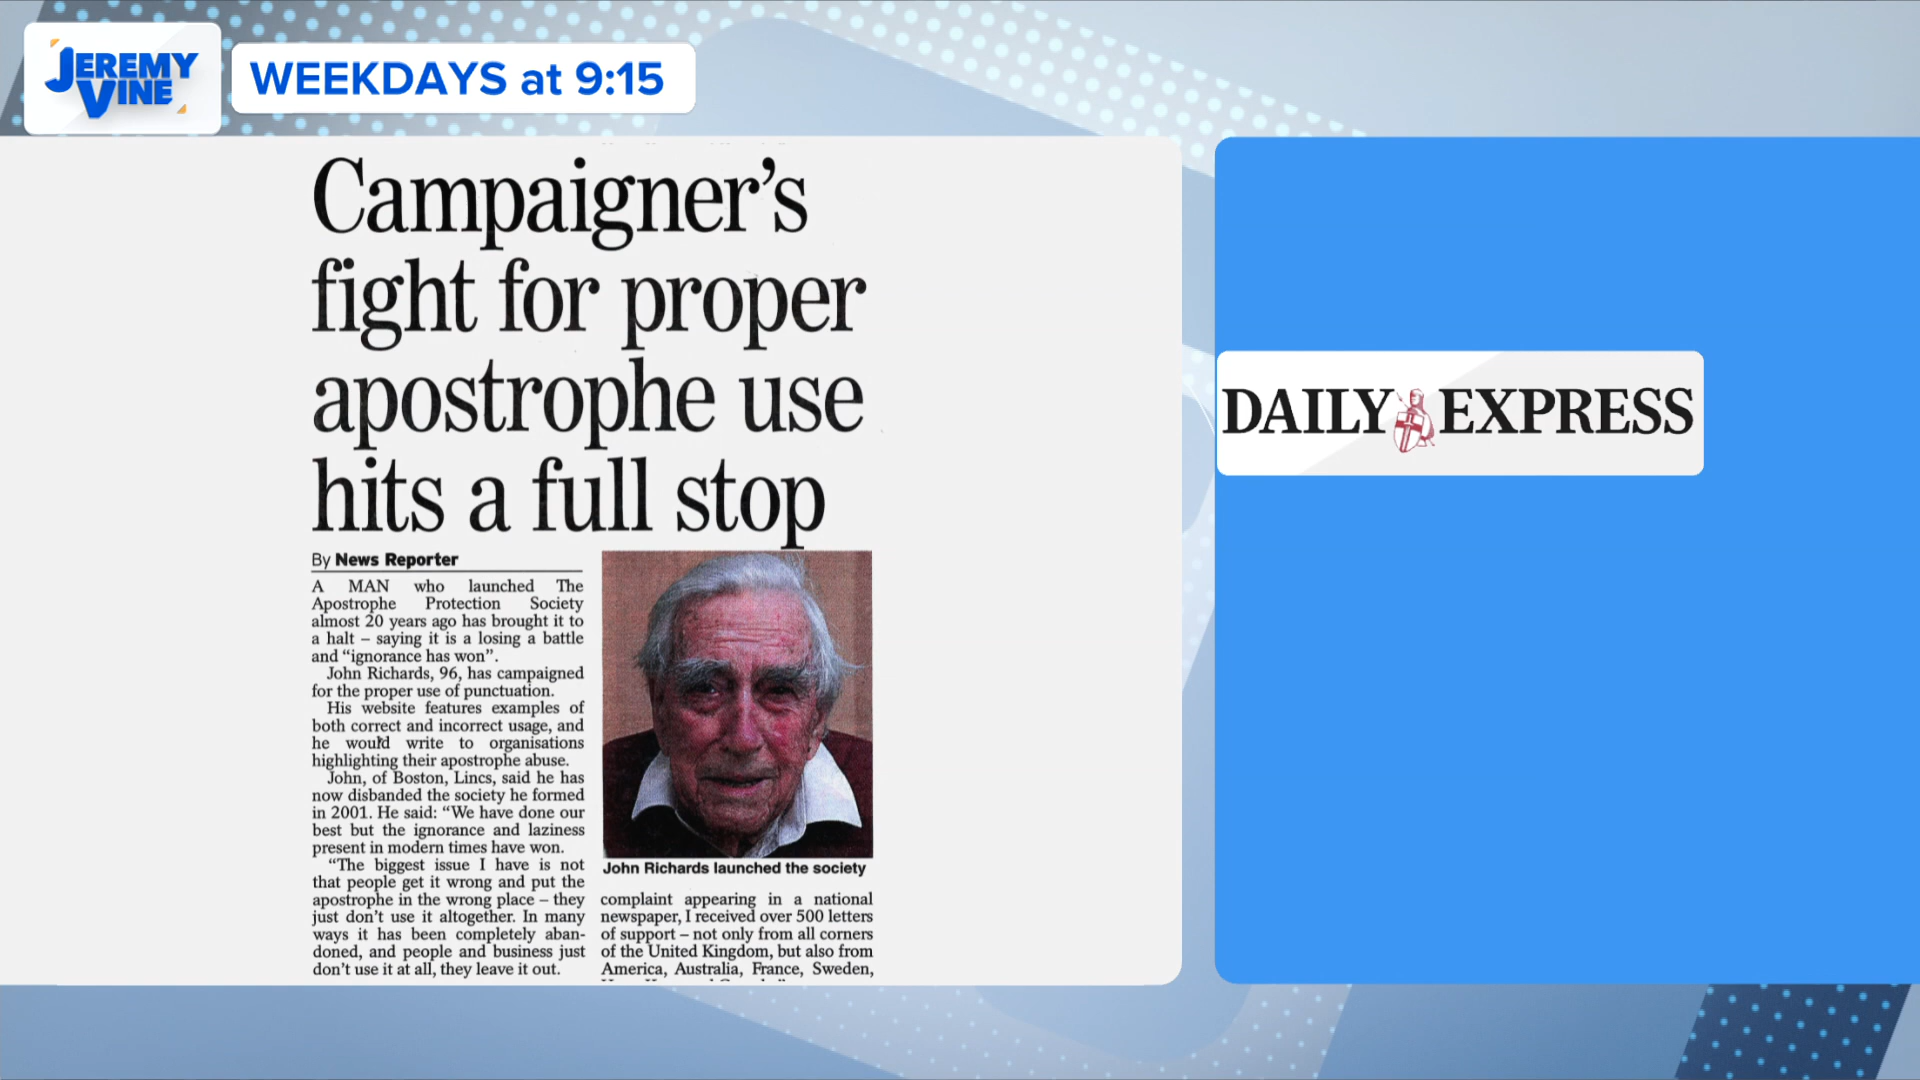 JEREMY
VINE
WEEKDAYS at 9:15
Campaigner’s
fight for proper
apostrophe use
hits a full stop
By News Reporter
A MAN who launched The
Apostrophe Protection Society
almost 20 years ago has brought it to
a halt – saying it is a losing a battle
and “ignorance has won”.
John Richards, 96, has campaigned
for the proper use of punctuation.
His website features examples of
both correct and incorrect usage, and
he would write to organisations
highlighting their apostrophe abuse.
John, of Boston, Lincs, said he has
now disbanded the society he formed
in 2001. He said: “We have done our
best but the ignorance and laziness
present in modern times have won.
“The biggest issue I have is not
that people get it wrong and put the
apostrophe in the wrong place – they
just don’t use it altogether. In many
ways it has been completely aban-
doned, and people and business just
don’t use it at all, they leave it out.
John Richards launched the society
complaint appearing in a national
newspaper, I received over 500 letters
of support – not only from all corners
of the United Kingdom, but also from
America, Australia, France, Sweden,
DAILY EXPRESS